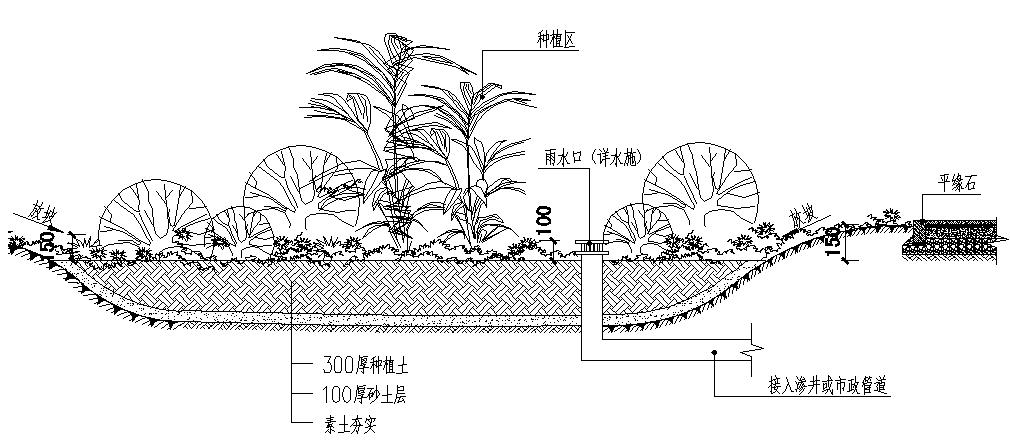 种植区
雨水口（详水施）
平缘石
放坡
放坡
150
100
150
300厚种植土
100厚砂土层
素土夯实
接入渗井或市政管道